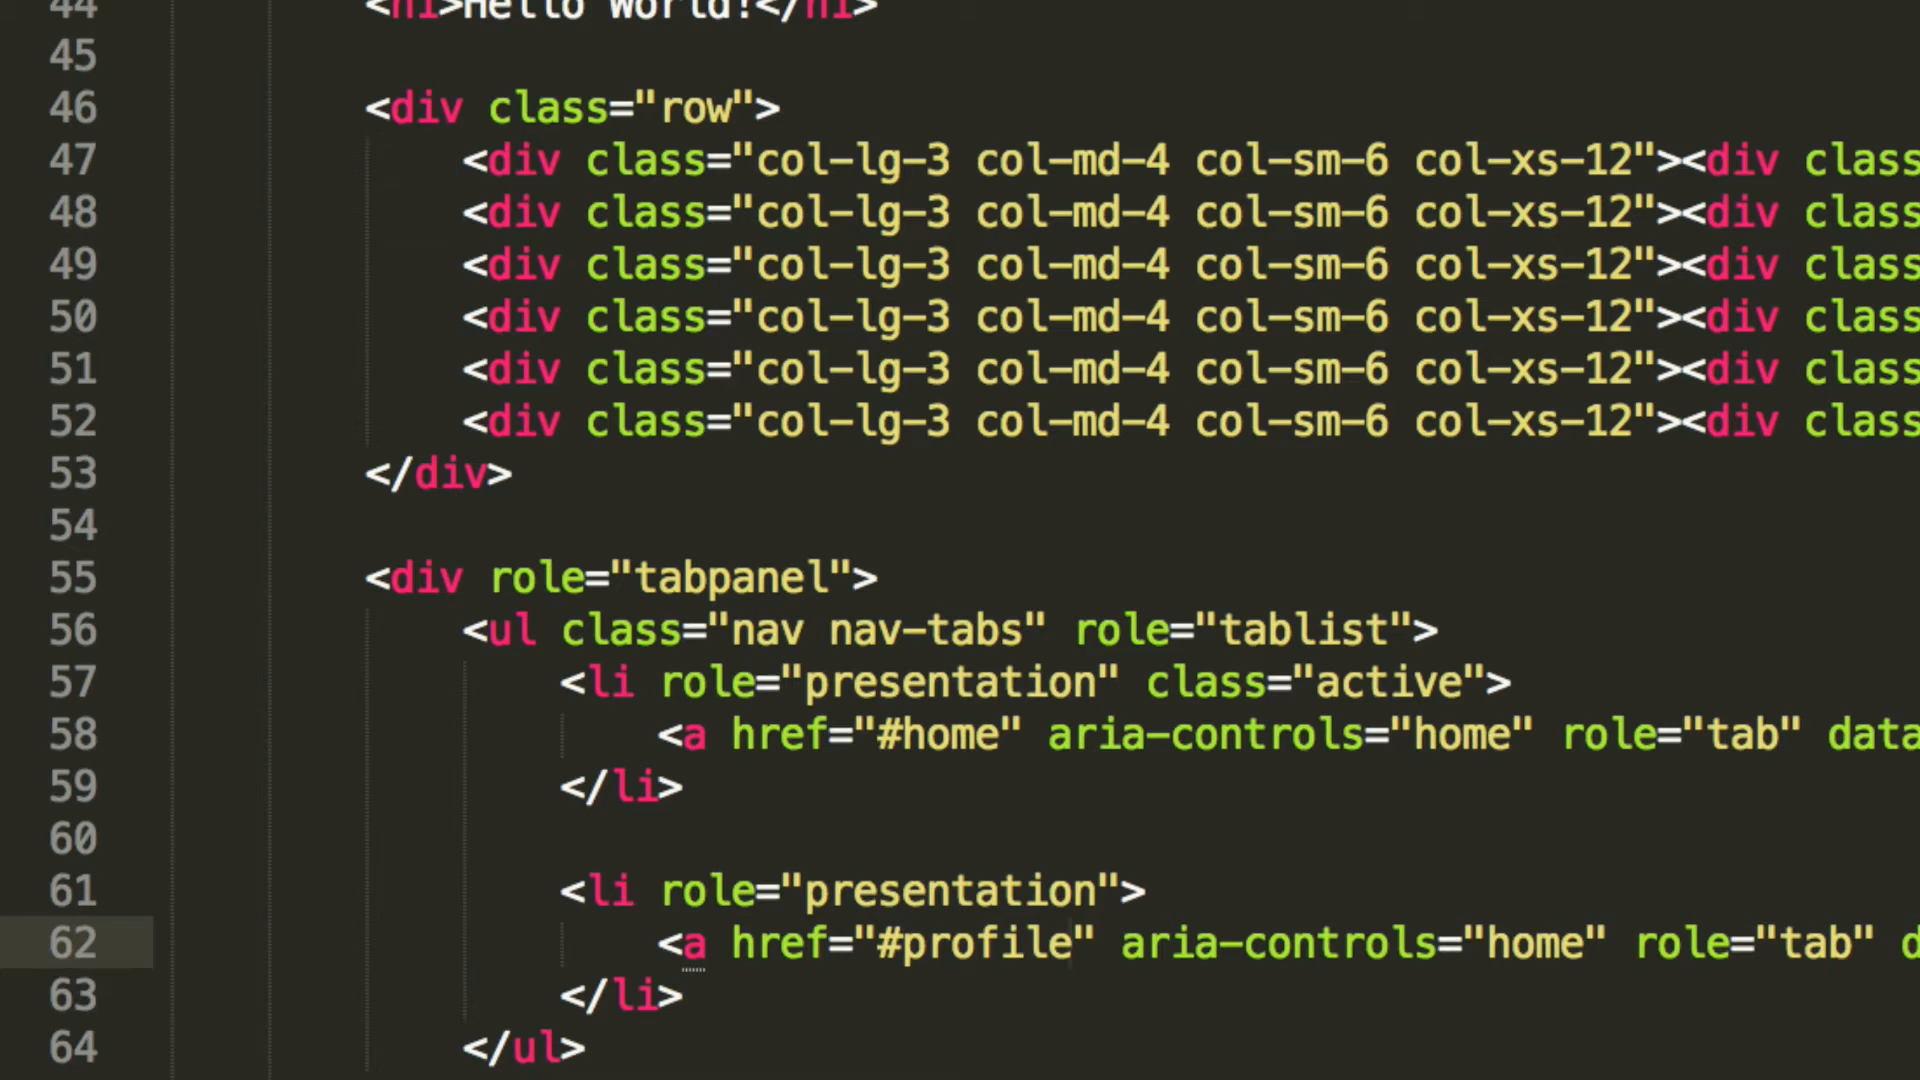 44 <h1>Hello World!</h1>
45
46 <div class="row">
47 <div class="col-lg-3 col-md-4 col-sm-6 col-xs-12"><div class
48 <div class="col-lg-3 col-md-4 col-sm-6 col-xs-12"><div class
49 <div class="col-lg-3 col-md-4 col-sm-6 col-xs-12"><div class
50 <div class="col-lg-3 col-md-4 col-sm-6 col-xs-12"><div class
51 <div class="col-lg-3 col-md-4 col-sm-6 col-xs-12"><div class
52 <div class="col-lg-3 col-md-4 col-sm-6 col-xs-12"><div class
53 </div>
54
55 <div role="tabpanel">
56 <ul class="nav nav-tabs" role="tablist">
57 <li role="presentation" class="active">
58 <a href="#home" aria-controls="home" role="tab" data
59 </li>
60
61 <li role="presentation">
62 <a href="#profile" aria-controls="home" role="tab" d
63 </li>
64 </ul>